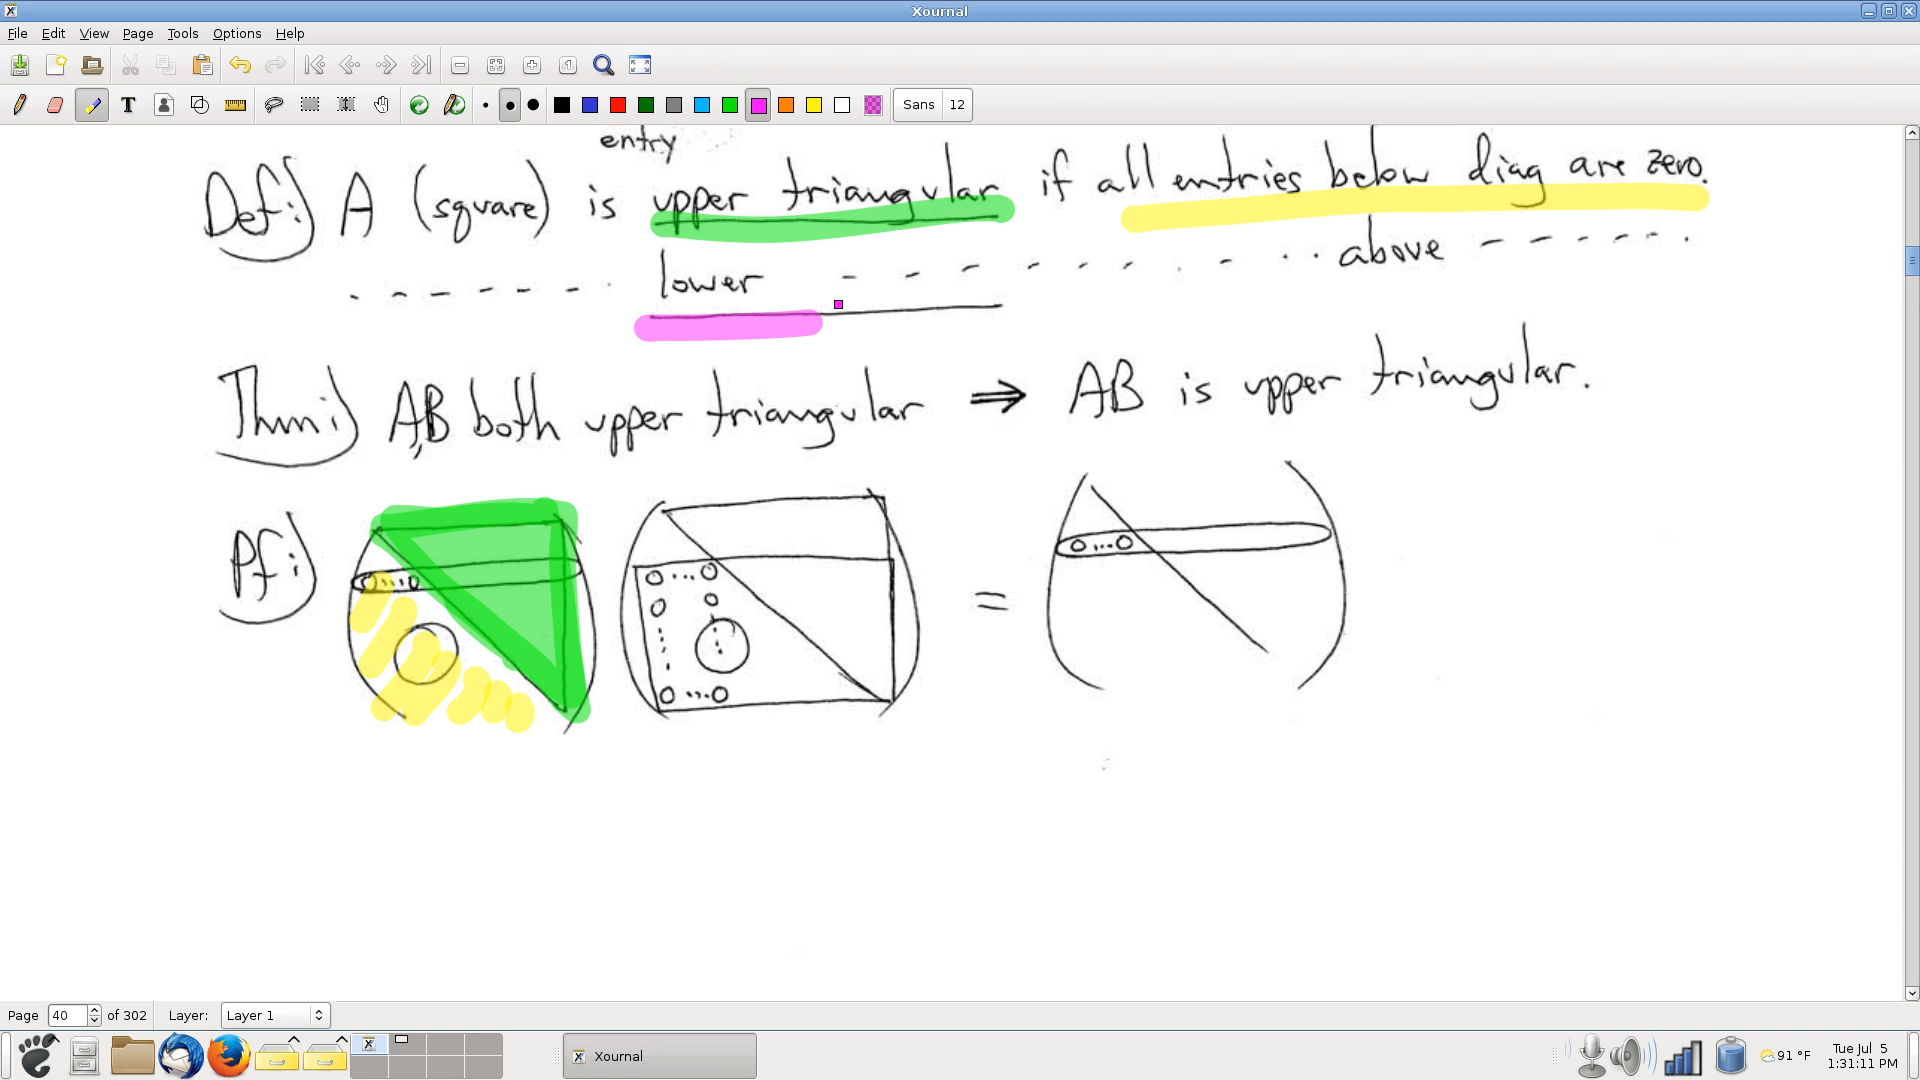 Xournal
File Edit View Page Tools Options Help
T Sans 12
entry
Def:) A (square) is upper triangular if all entries below diag are zero.
- - - - - - · lower - - - - - - - - · · above - - - - - ·
Thm:) A,B both upper triangular ⇒ AB is upper triangular.
Pf:) 0...0 0...0 = 0...0
0 0
0
0...0
Page 40 of 302 Layer: Layer 1
Xournal 91 °F Tue Jul 5
1:31:11 PM